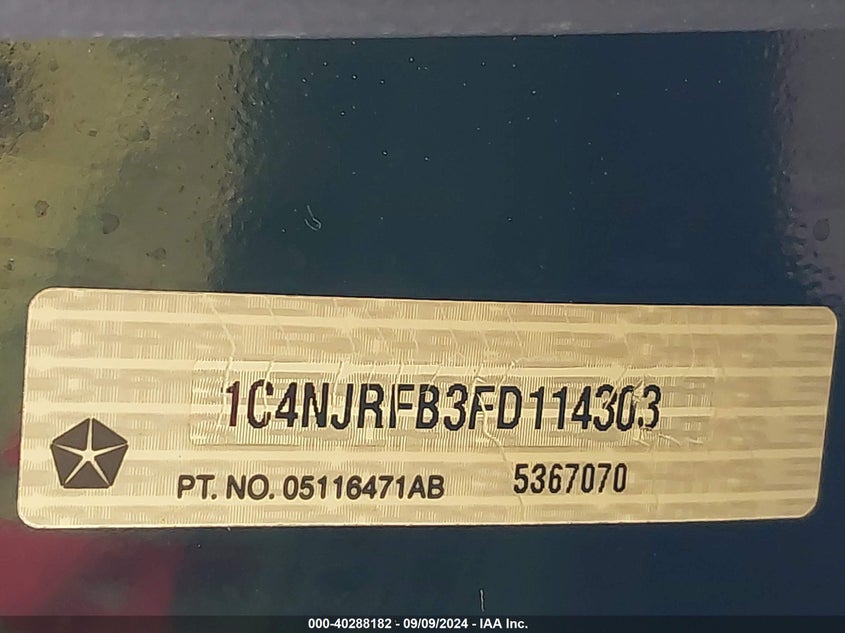 1C4NJRFB3FD114303
PT. NO. 05116471AB 5367070
000-40288182 - 09/09/2024 - IAA Inc.